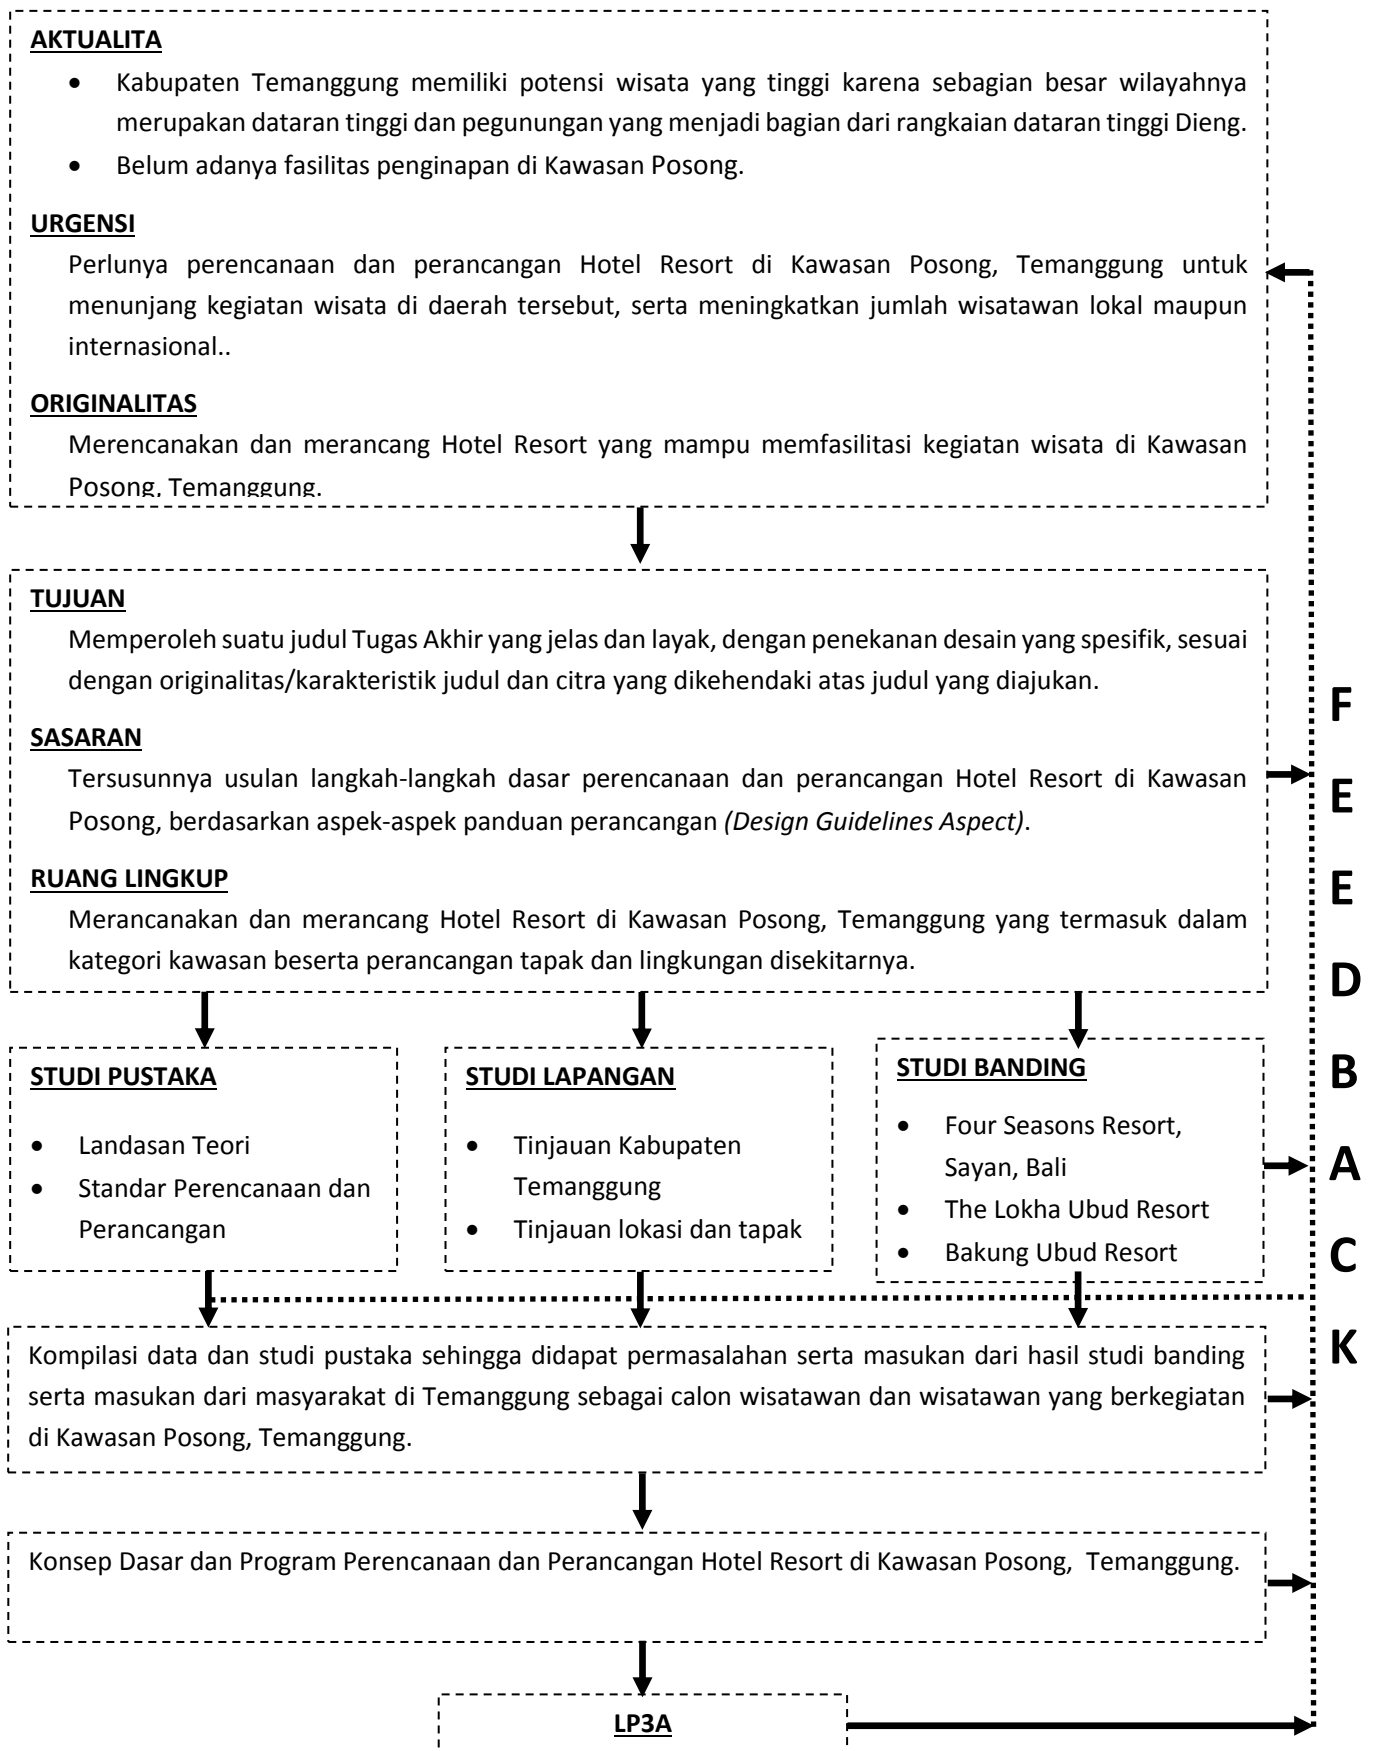 AKTUALITA
• Kabupaten Temanggung memiliki potensi wisata yang tinggi karena sebagian besar wilayahnya
merupakan dataran tinggi dan pegunungan yang menjadi bagian dari rangkaian dataran tinggi Dieng.
• Belum adanya fasilitas penginapan di Kawasan Posong.
URGENSI
Perlunya perencanaan dan perancangan Hotel Resort di Kawasan Posong, Temanggung untuk
menunjang kegiatan wisata di daerah tersebut, serta meningkatkan jumlah wisatawan lokal maupun
internasional..
ORIGINALITAS
Merencanakan dan merancang Hotel Resort yang mampu memfasilitasi kegiatan wisata di Kawasan
Posong, Temanggung.
TUJUAN
Memperoleh suatu judul Tugas Akhir yang jelas dan layak, dengan penekanan desain yang spesifik, sesuai
dengan originalitas/karakteristik judul dan citra yang dikehendaki atas judul yang diajukan.
SASARAN
Tersusunnya usulan langkah-langkah dasar perencanaan dan perancangan Hotel Resort di Kawasan
Posong, berdasarkan aspek-aspek panduan perancangan (Design Guidelines Aspect).
RUANG LINGKUP
Merancanakan dan merancang Hotel Resort di Kawasan Posong, Temanggung yang termasuk dalam
kategori kawasan beserta perancangan tapak dan lingkungan disekitarnya.
STUDI PUSTAKA
• Landasan Teori
• Standar Perencanaan dan
Perancangan
STUDI LAPANGAN
• Tinjauan Kabupaten
Temanggung
• Tinjauan lokasi dan tapak
STUDI BANDING
• Four Seasons Resort,
Sayan, Bali
• The Lokha Ubud Resort
• Bakung Ubud Resort
Kompilasi data dan studi pustaka sehingga didapat permasalahan serta masukan dari hasil studi banding
serta masukan dari masyarakat di Temanggung sebagai calon wisatawan dan wisatawan yang berkegiatan
di Kawasan Posong, Temanggung.
Konsep Dasar dan Program Perencanaan dan Perancangan Hotel Resort di Kawasan Posong, Temanggung.
LP3A
F
E
E
D
B
A
C
K